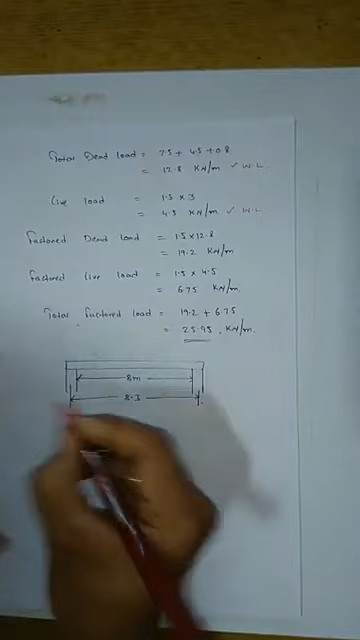 Total Dead load = 7.5 + 4.5 + 0.8
= 12.8 KN/m ✓ W.L
Live load = 1.5 x 3
= 4.5 KN/m ✓ W.L
Factored Dead load = 1.5 x 12.8
= 19.2 KN/m
Factored live load = 1.5 x 4.5
= 6.75 KN/m.
Total factored load = 19.2 + 6.75
= 25.95. KN/m.
8m
8.3